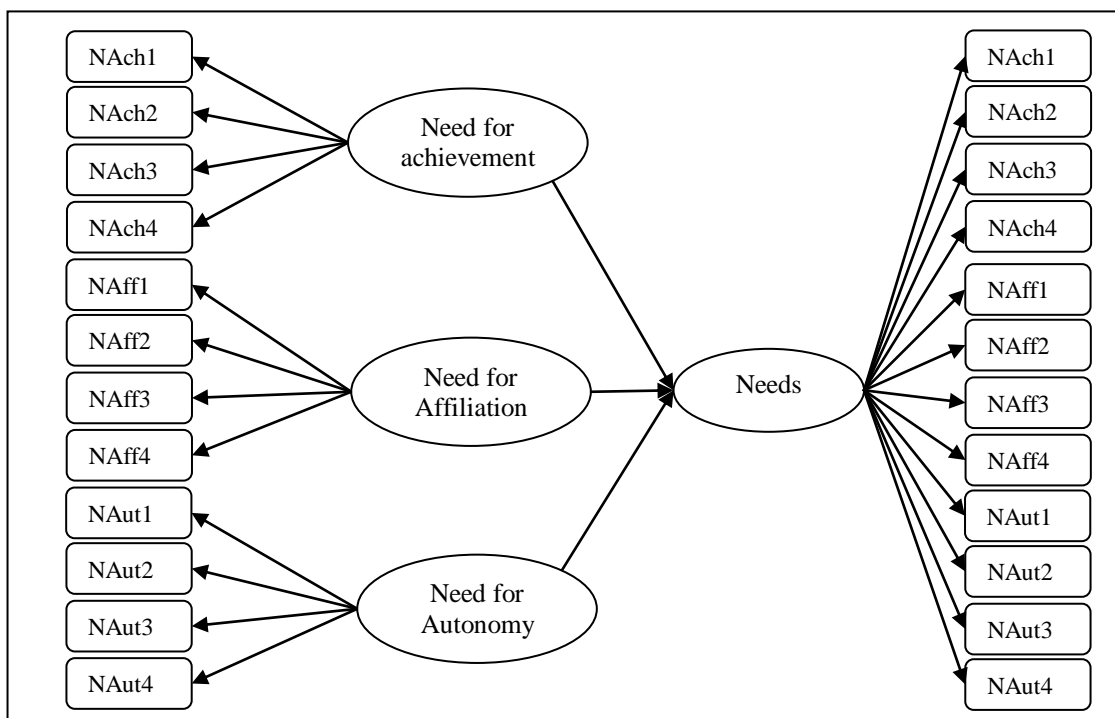 NAch1
NAch2
NAch3
NAch4
NAff1
NAff2
NAff3
NAff4
NAut1
NAut2
NAut3
NAut4
Need for
achievement
Need for
Affiliation
Need for
Autonomy
Needs
NAch1
NAch2
NAch3
NAch4
NAff1
NAff2
NAff3
NAff4
NAut1
NAut2
NAut3
NAut4